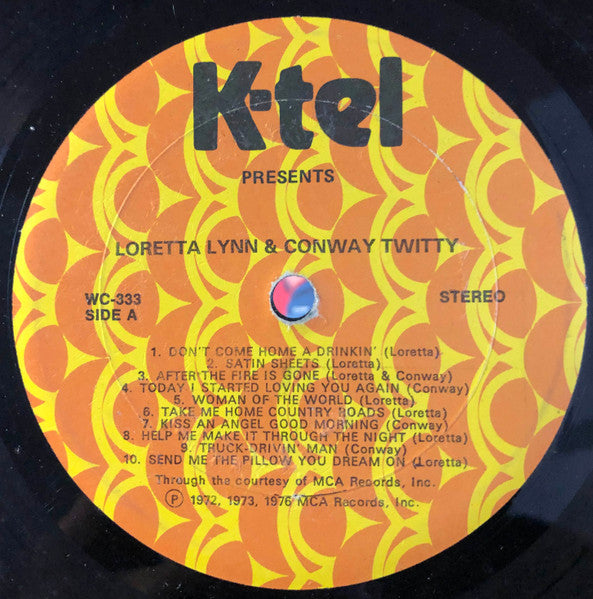 K-tel
PRESENTS
LORETTA LYNN & CONWAY TWITTY
WC-333
SIDE A
STEREO
1. DON'T COME HOME A DRINKIN' (Loretta)
2. SATIN SHEETS (Loretta)
3. AFTER THE FIRE IS GONE (Loretta & Conway)
4. TODAY I STARTED LOVING YOU AGAIN (Conway)
5. WOMAN OF THE WORLD (Loretta)
6. TAKE ME HOME COUNTRY ROADS (Loretta)
7. KISS AN ANGEL GOOD MORNING (Conway)
8. HELP ME MAKE IT THROUGH THE NIGHT (Loretta)
9. TRUCK-DRIVIN' MAN (Conway)
10. SEND ME THE PILLOW YOU DREAM ON (Loretta)
Through the courtesy of MCA Records, Inc.
℗ 1972, 1973, 1976 MCA Records, Inc.